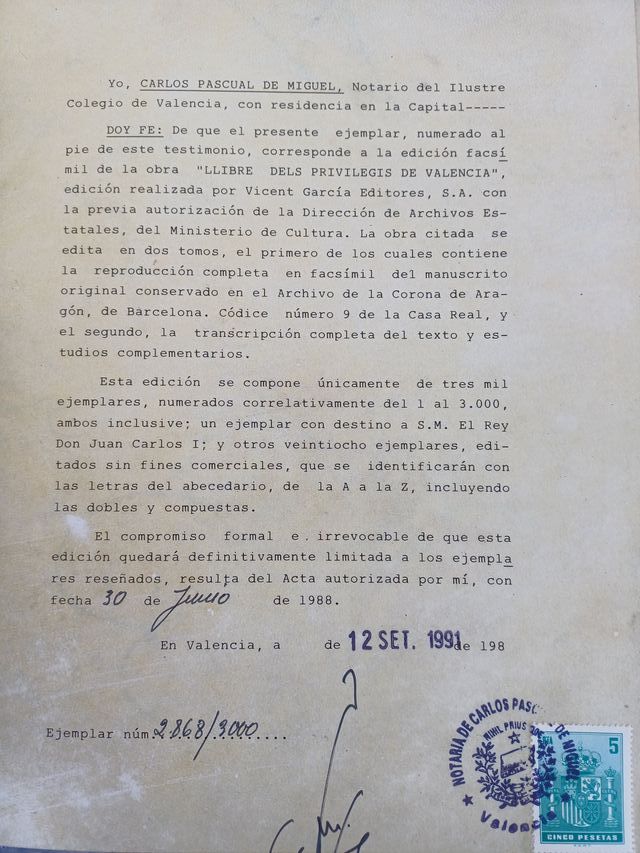 Yo, CARLOS PASCUAL DE MIGUEL, Notario del Ilustre
Colegio de Valencia, con residencia en la Capital-----
DOY FE: De que el presente ejemplar, numerado al
pie de este testimonio, corresponde a la edición facsí
mil de la obra "LLIBRE DELS PRIVILEGIS DE VALENCIA",
edición realizada por Vicent García Editores, S.A. con
la previa autorización de la Dirección de Archivos Es-
tatales, del Ministerio de Cultura. La obra citada se
edita en dos tomos, el primero de los cuales contiene
la reproducción completa en facsímil del manuscrito
original conservado en el Archivo de la Corona de Ara-
gón, de Barcelona. Códice número 9 de la Casa Real, y
el segundo, la transcripción completa del texto y es-
tudios complementarios.
Esta edición se compone únicamente de tres mil
ejemplares, numerados correlativamente del 1 al 3.000,
ambos inclusive; un ejemplar con destino a S.M. El Rey
Don Juan Carlos I; y otros veintiocho ejemplares, edi-
tados sin fines comerciales, que se identificarán con
las letras del abecedario, de la A a la Z, incluyendo
las dobles y compuestas.
El compromiso formal e irrevocable de que esta
edición quedará definitivamente limitada a los ejempla
res reseñados, resulta del Acta autorizada por mí, con
fecha 30 de Junio de 1988.
En Valencia, a de 12 SET. 1991 de 198
Ejemplar núm. 2.868/3000
NOTARIA DE CARLOS PASCUAL DE MIGUEL
NIHIL PRIUS FIDE
Valencia
5
CINCO PESETAS